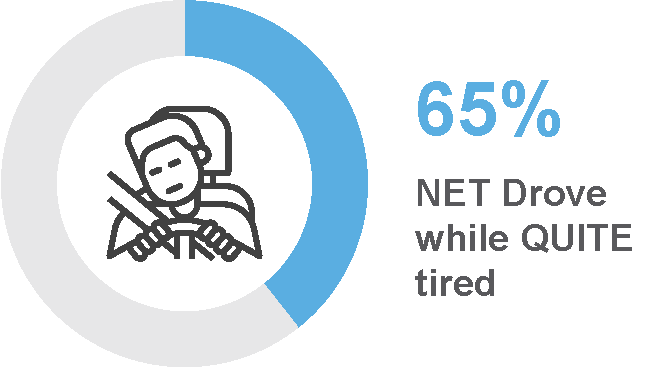 65%
NET Drove
while QUITE
tired